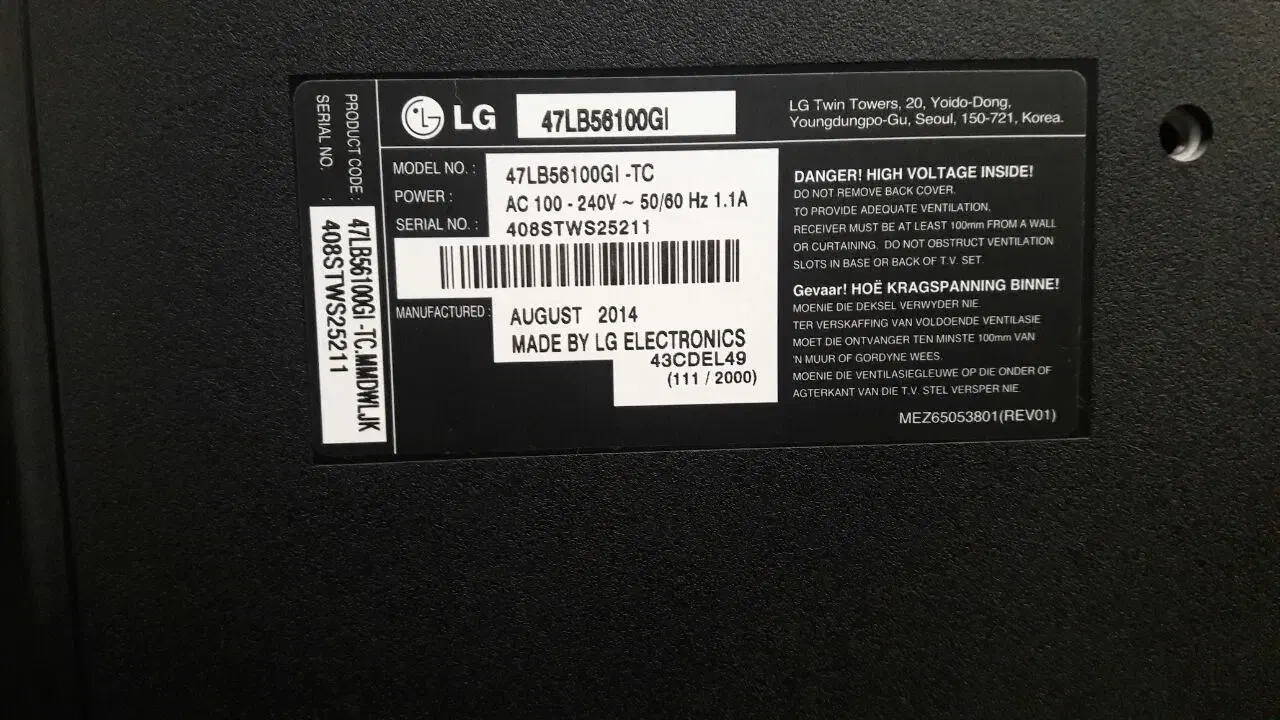 PRODUCT CODE : 47LB56100GI-TC.MMDWLJK
SERIAL NO. : 408STWS25211
LG 47LB56100GI
LG Twin Towers, 20, Yoido-Dong,
Youngdungpo-Gu, Seoul, 150-721, Korea.
MODEL NO. : 47LB56100GI -TC
POWER : AC 100 - 240V ~ 50/60 Hz 1.1A
SERIAL NO. : 408STWS25211
MANUFACTURED : AUGUST 2014
MADE BY LG ELECTRONICS
43CDEL49
(111 / 2000)
DANGER! HIGH VOLTAGE INSIDE!
DO NOT REMOVE BACK COVER.
TO PROVIDE ADEQUATE VENTILATION,
RECEIVER MUST BE AT LEAST 100mm FROM A WALL
OR CURTAINING. DO NOT OBSTRUCT VENTILATION
SLOTS IN BASE OR BACK OF T.V. SET.
Gevaar! HOË KRAGSPANNING BINNE!
MOENIE DIE DEKSEL VERWYDER NIE.
TER VERSKAFFING VAN VOLDOENDE VENTILASIE
MOET DIE ONTVANGER TEN MINSTE 100mm VAN
'N MUUR OF GORDYNE WEES.
MOENIE DIE VENTILASIEGLEUWE OP DIE ONDER OF
AGTERKANT VAN DIE T.V. STEL VERSPER NIE
MEZ65053801(REV01)